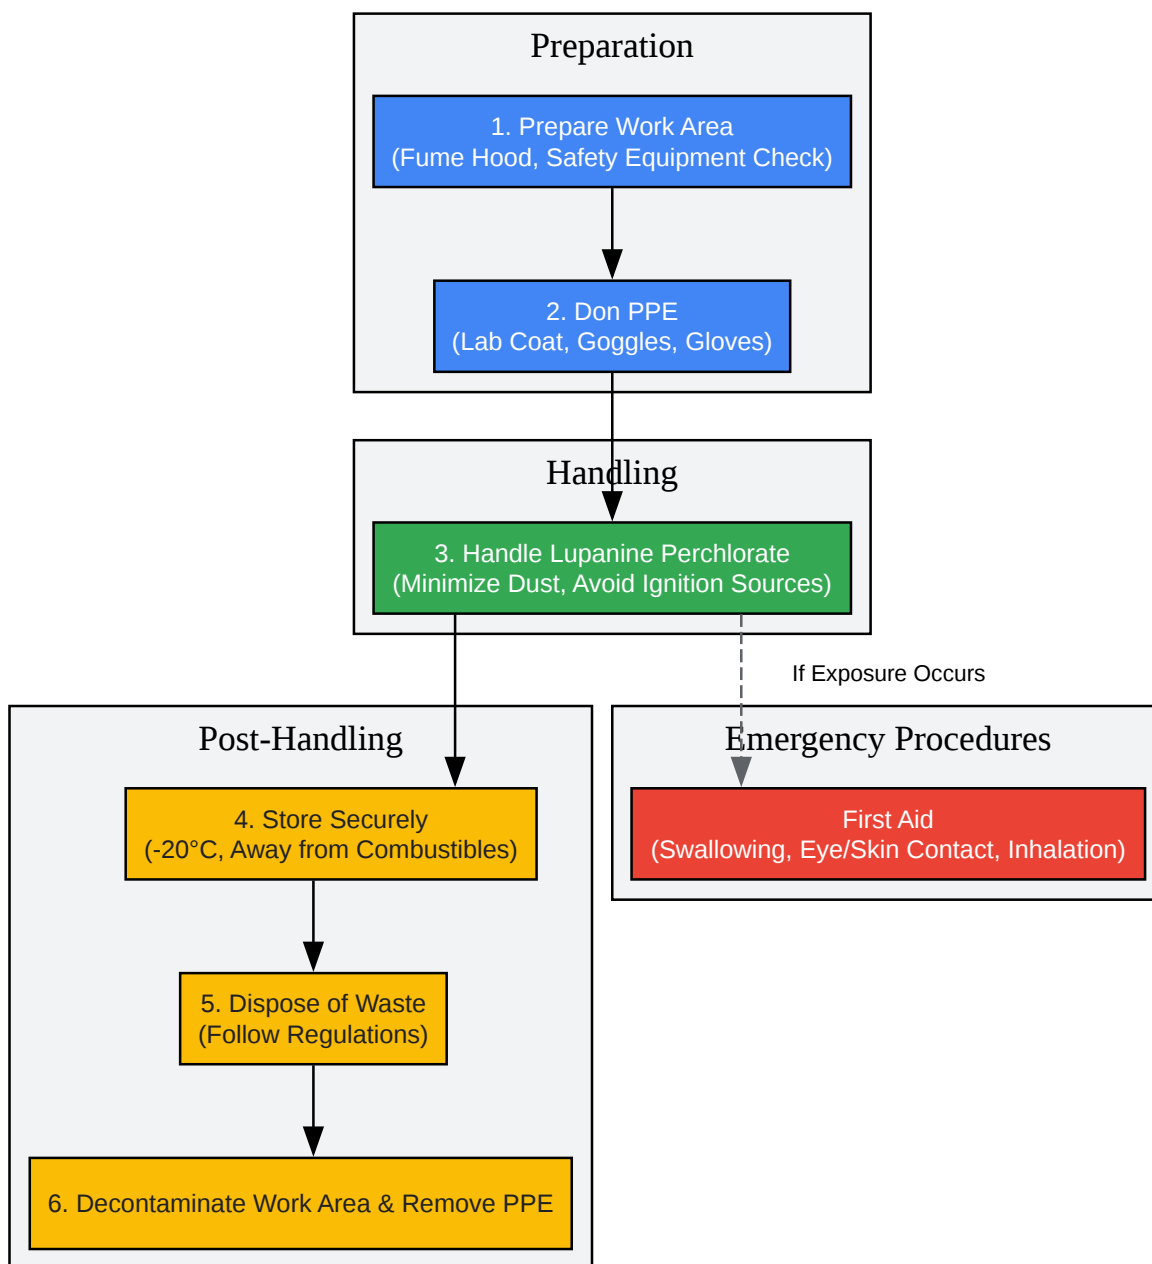 Preparation
1. Prepare Work Area
(Fume Hood, Safety Equipment Check)
2. Don PPE
(Lab Coat, Goggles, Gloves)
Handling
3. Handle Lupanine Perchlorate
(Minimize Dust, Avoid Ignition Sources)
If Exposure Occurs
Post-Handling
4. Store Securely
(-20°C, Away from Combustibles)
5. Dispose of Waste
(Follow Regulations)
6. Decontaminate Work Area & Remove PPE
Emergency Procedures
First Aid
(Swallowing, Eye/Skin Contact, Inhalation)